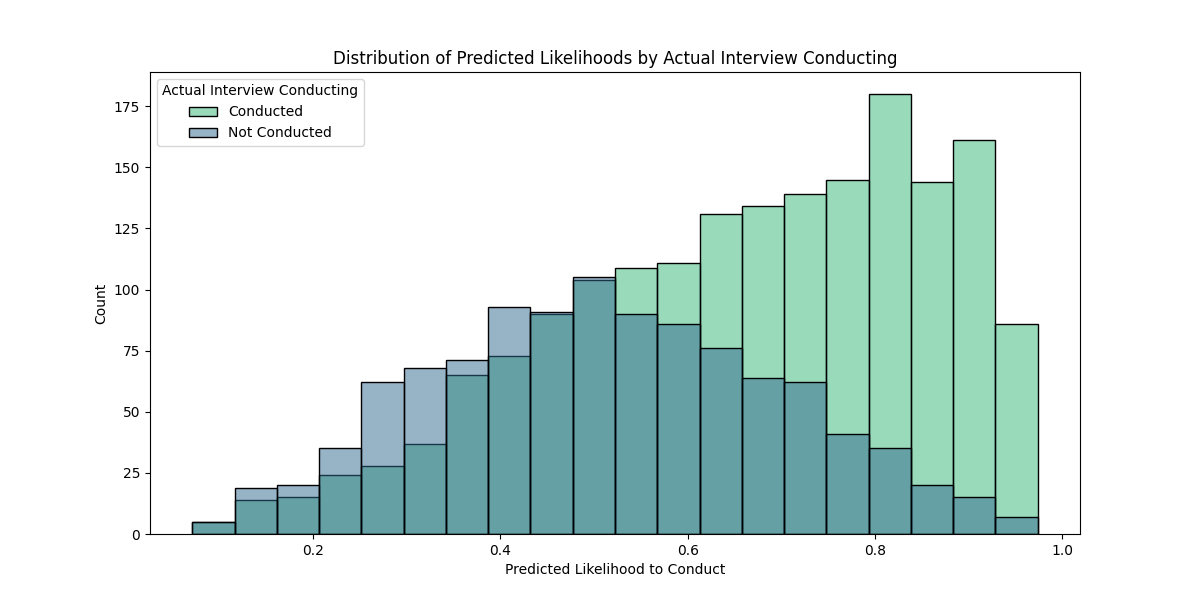 Distribution of Predicted Likelihoods by Actual Interview Conducting
Actual Interview Conducting
Conducted
Not Conducted
175
150
125
100
75
50
25
0
Count
0.2
0.4
0.6
0.8
1.0
Predicted Likelihood to Conduct